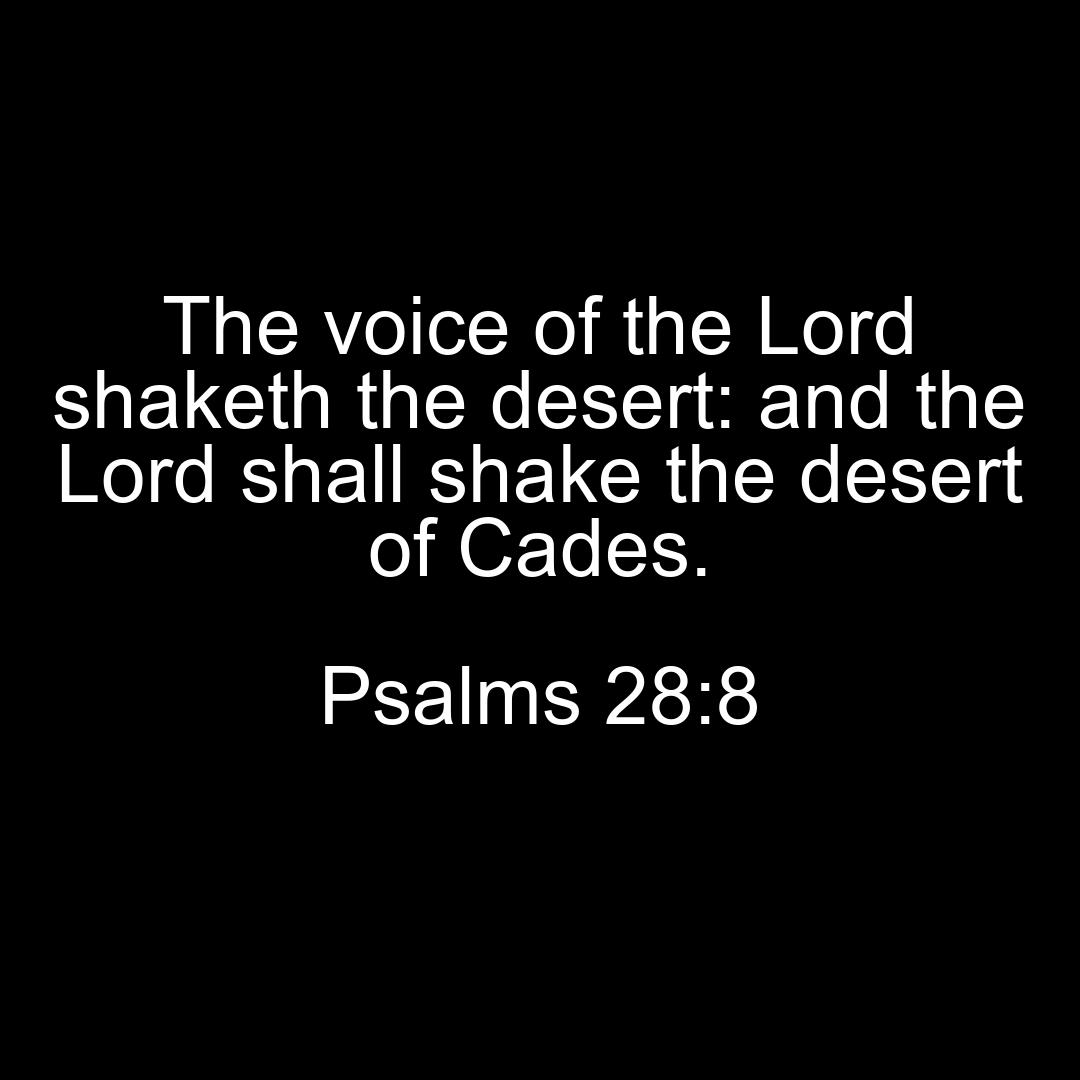 The voice of the Lord
shaketh the desert: and the
Lord shall shake the desert
of Cades.
Psalms 28:8